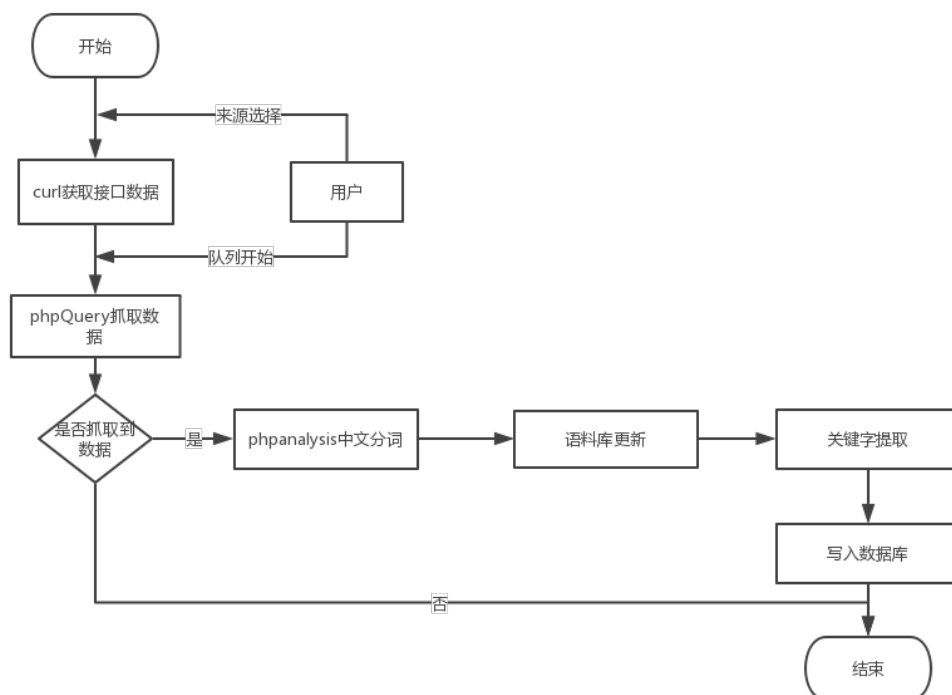 开始
来源选择
curl获取接口数据
用户
队列开始
phpQuery抓取数
据
是否抓取到
数据
是
phpanalysis中文分词
语料库更新
关键字提取
写入数据库
否
结束